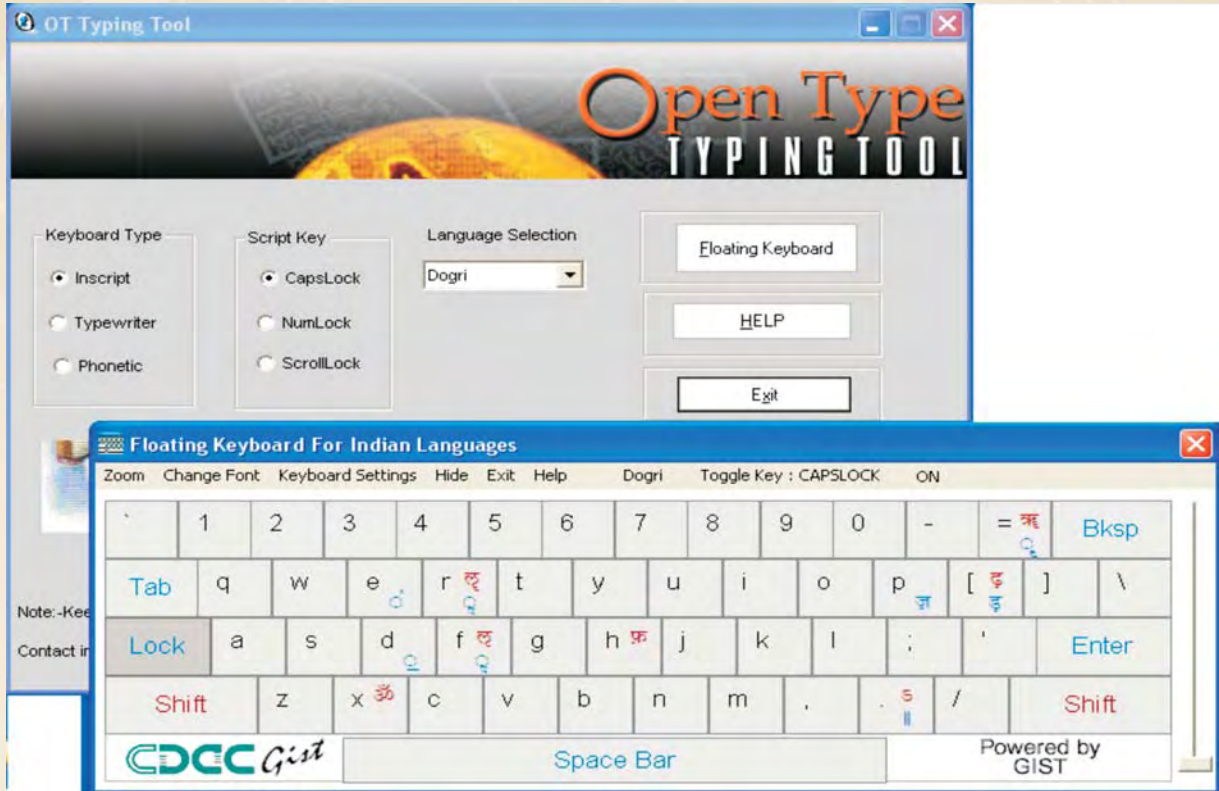 OT Typing Tool
Open Type
TYPING TOOL
Keyboard Type
Inscript
Typewriter
Phonetic
Script Key
CapsLock
NumLock
ScrollLock
Language Selection
Dogri
Floating Keyboard
HELP
Exit
Note:-Kee
Contact in
Floating Keyboard For Indian Languages
Zoom Change Font Keyboard Settings Hide Exit Help Dogri Toggle Key : CAPSLOCK ON
` 1 2 3 4 5 6 7 8 9 0 - = ॠ ॄ Bksp
Tab q w e r t y u i o p ज़ [ ढ़ ड़ ] \
Lock a s d f g h फ़ j k l ; ' Enter
Shift z x ॐ c v b n m , . ऽ ॥ / Shift
CDAC Gist Space Bar Powered by
GIST